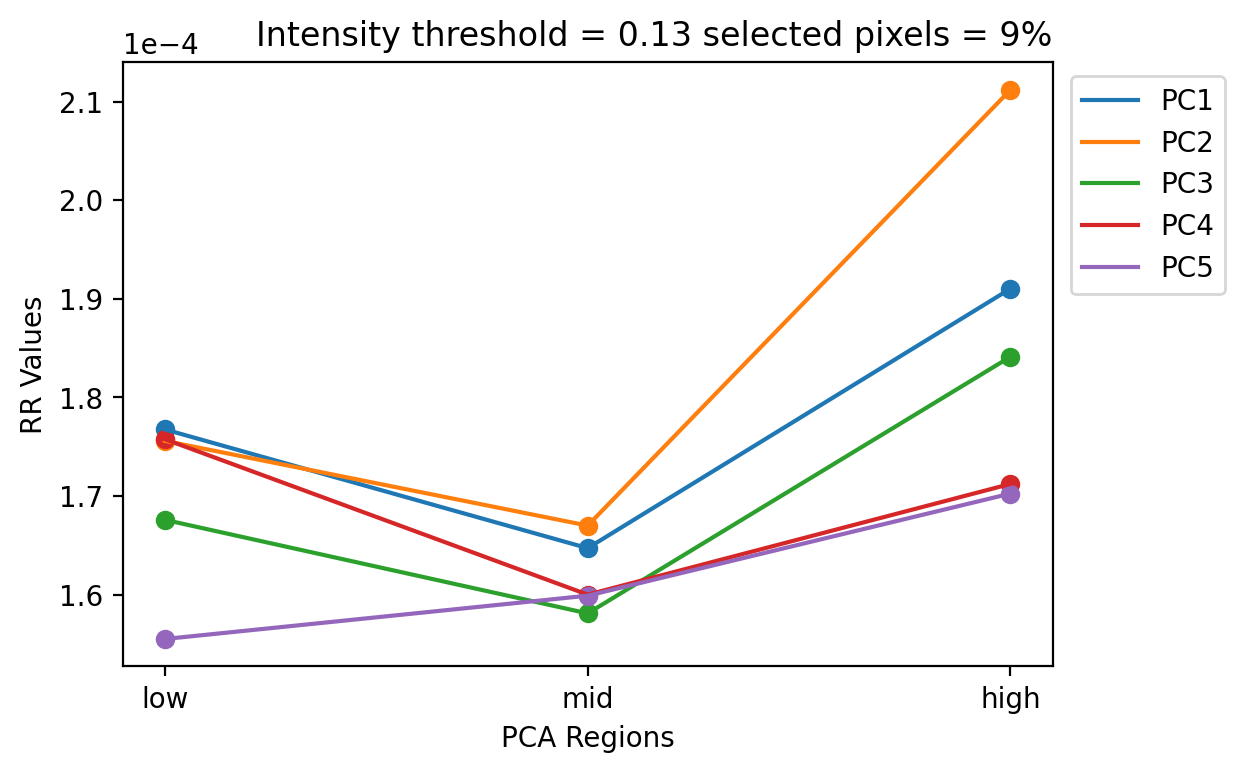 Intensity threshold = 0.13 selected pixels = 9%
1e−4
2.1
2.0
1.9
1.8
1.7
1.6
RR Values
low
mid
high
PCA Regions
PC1
PC2
PC3
PC4
PC5